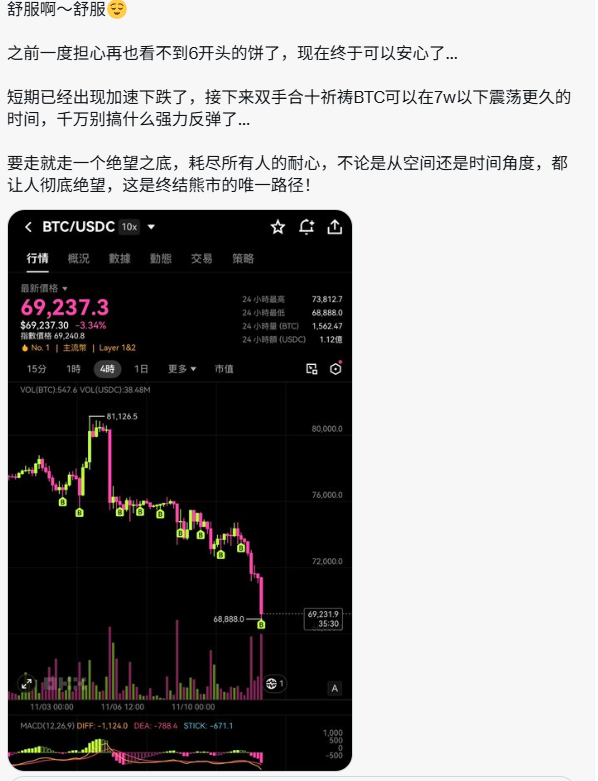 舒服啊～舒服😌
之前一度担心再也看不到6开头的饼了，现在终于可以安心了...
短期已经出现加速下跌了，接下来双手合十祈祷BTC可以在7w以下震荡更久的
时间，千万别搞什么强力反弹了...
要走就走一个绝望之底，耗尽所有人的耐心，不论是从空间还是时间角度，都
让人彻底绝望，这是终结熊市的唯一路径！
BTC/USDC 10x
行情 概況 數據 動態 交易 策略
最新價格
69,237.3
$69,237.30 -3.34%
指數價格 69,240.8
No. 1 | 主流幣 | Layer 1&2
24 小時最高 73,812.7
24 小時最低 68,888.0
24 小時量 (BTC) 1,562.47
24 小時額 (USDC) 1.12億
15分 1時 4時 1日 更多 市值
VOL(BTC):547.6 VOL(USDC):38.48M
81,126.5
80,000.0
76,000.0
72,000.0
B B B B B B B B B B
69,231.9
35:30
68,888.0
1
A
11/03 00:00 11/06 12:00 11/10 00:00
MACD(12,26,9) DIFF: -1,124.0 DEA: -788.4 STICK: -671.1
1,000
500
0
-500